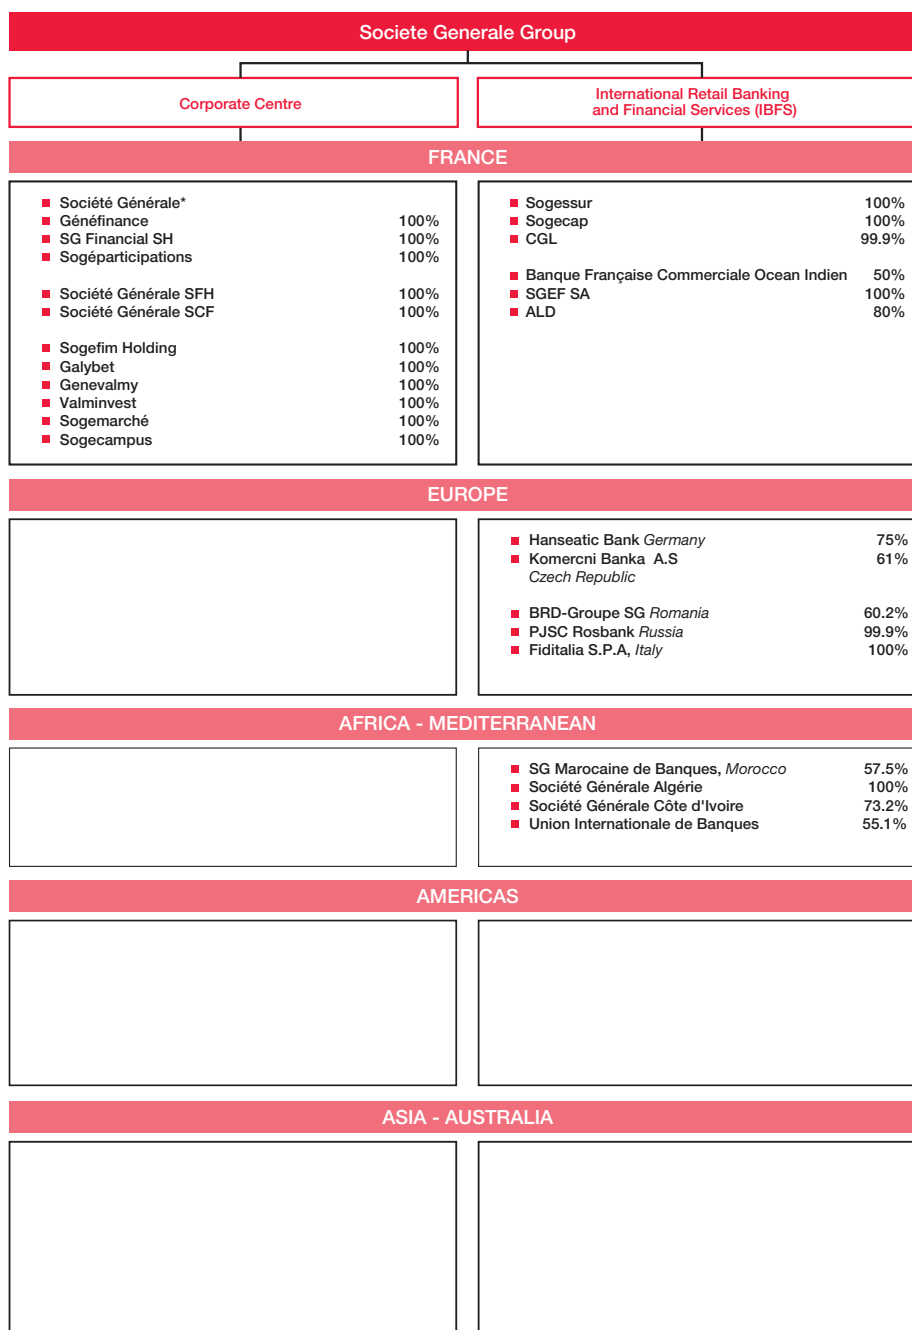 Societe Generale Group
Corporate Centre
International Retail Banking
and Financial Services (IBFS)
FRANCE
Société Générale*
Généfinance 100%
SG Financial SH 100%
Sogéparticipations 100%
Société Générale SFH 100%
Société Générale SCF 100%
Sogefim Holding 100%
Galybet 100%
Genevalmy 100%
Valminvest 100%
Sogemarché 100%
Sogecampus 100%
Sogessur 100%
Sogecap 100%
CGL 99.9%
Banque Française Commerciale Ocean Indien 50%
SGEF SA 100%
ALD 80%
EUROPE
Hanseatic Bank Germany 75%
Komercni Banka A.S 61%
Czech Republic
BRD-Groupe SG Romania 60.2%
PJSC Rosbank Russia 99.9%
Fiditalia S.P.A, Italy 100%
AFRICA - MEDITERRANEAN
SG Marocaine de Banques, Morocco 57.5%
Société Générale Algérie 100%
Société Générale Côte d'Ivoire 73.2%
Union Internationale de Banques 55.1%
AMERICAS
ASIA - AUSTRALIA